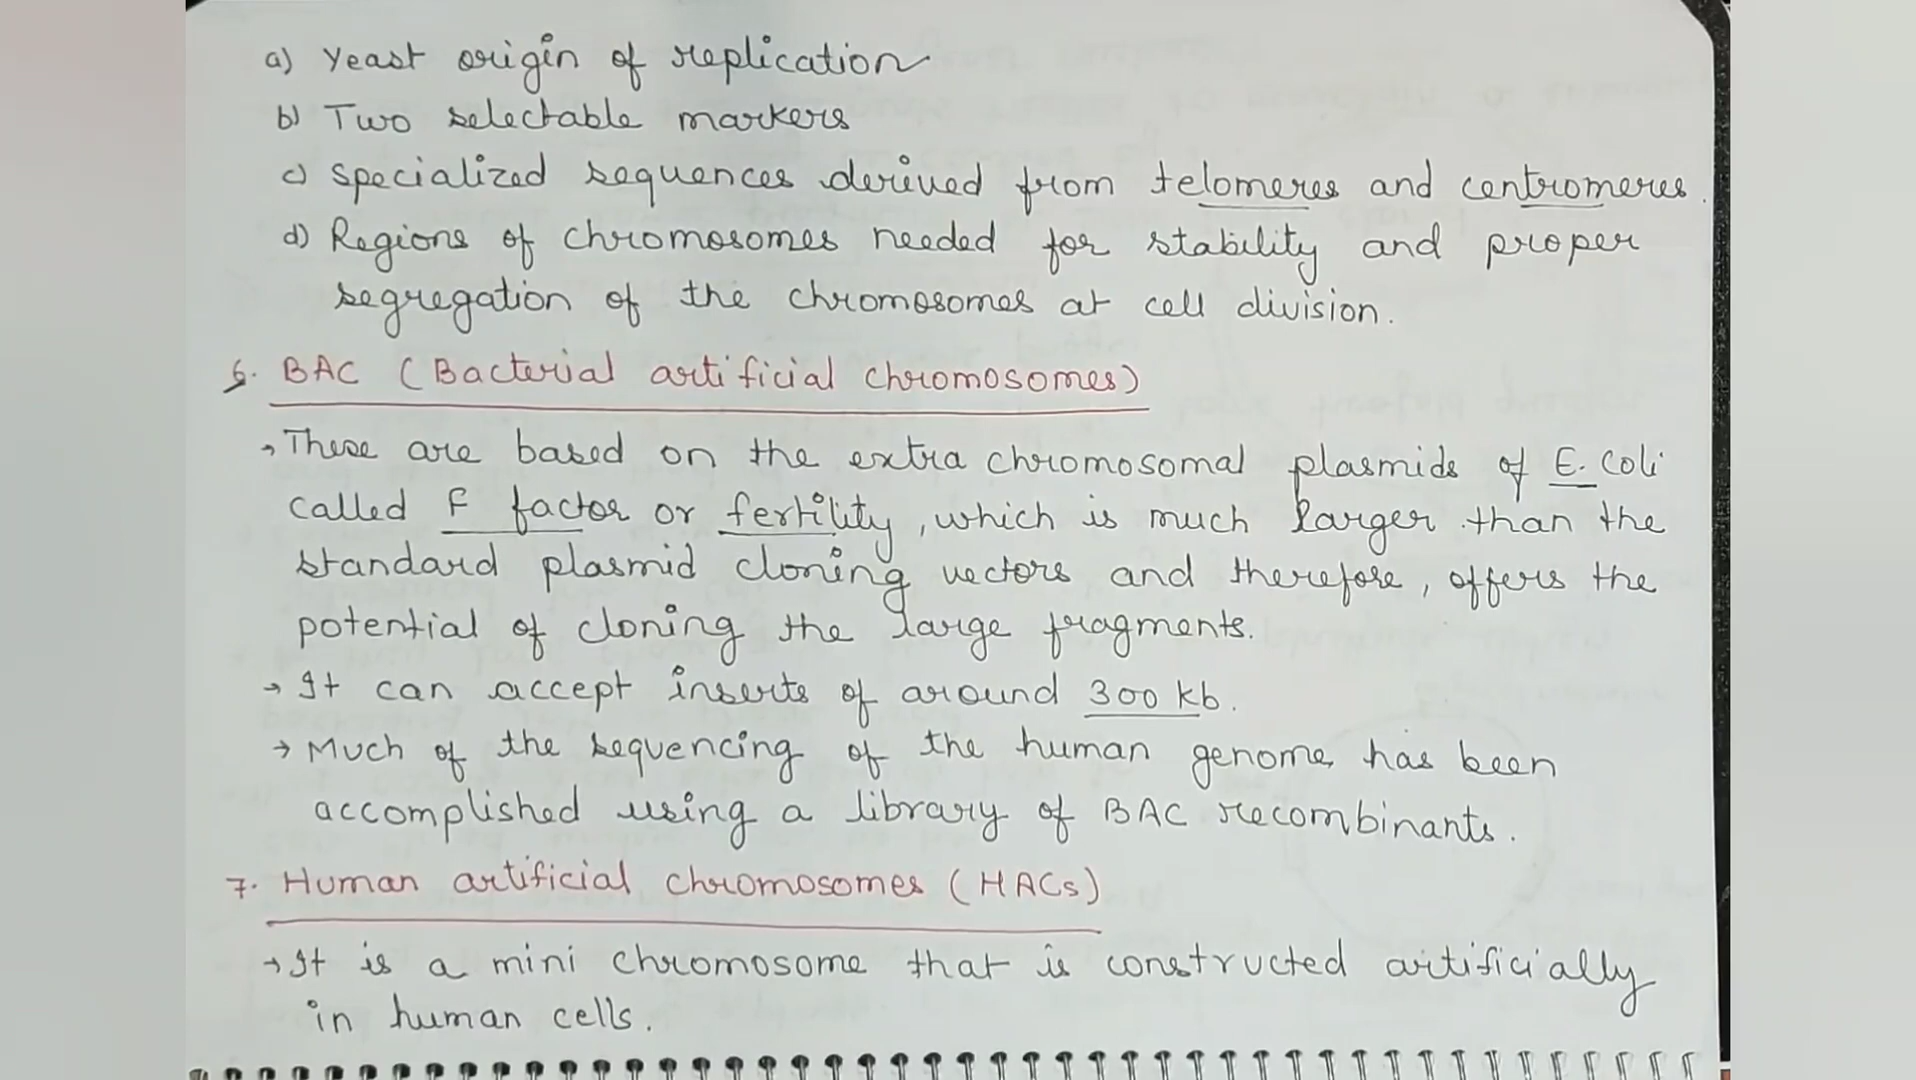 a) Yeast origin of replication
b) Two selectable markers
c) specialized sequences derived from telomeres and centromeres.
d) Regions of chromosomes needed for stability and proper
segregation of the chromosomes at cell division.
6. BAC (Bacterial artificial chromosomes)
→ These are based on the extra chromosomal plasmids of E. coli
called F factor or fertility, which is much larger than the
standard plasmid cloning vectors and therefore, offers the
potential of cloning the large fragments.
→ It can accept inserts of around 300 kb.
→ Much of the sequencing of the human genome has been
accomplished using a library of BAC recombinants.
7. Human artificial chromosomes (HACs)
→ It is a mini chromosome that is constructed artificially
in human cells.